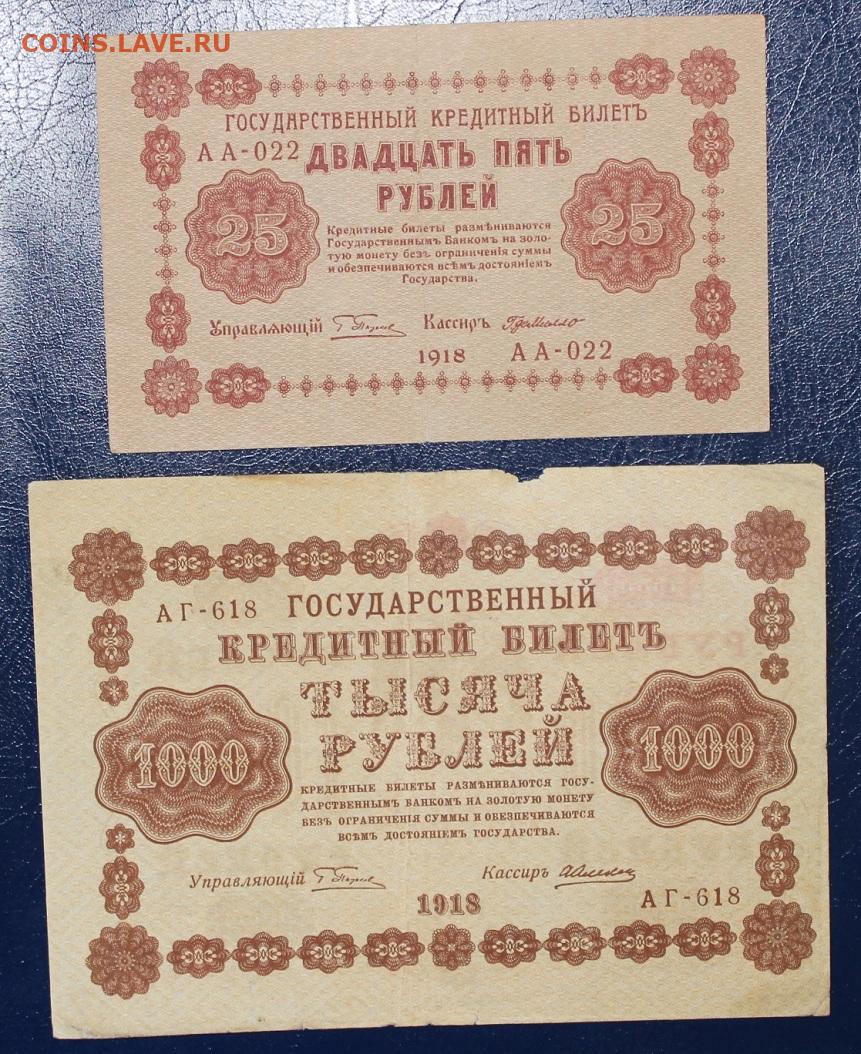 COINS.LAVE.RU
ГОСУДАРСТВЕННЫЙ КРЕДИТНЫЙ БИЛЕТЪ
АА-022 ДВАДЦАТЬ ПЯТЬ
РУБЛЕЙ
25 25
Кредитные билеты размѣниваются
Государственнымъ Банкомъ на золо-
тую монету безъ ограниченія суммы
и обезпечиваются всѣмъ достояніемъ
Государства.
Управляющій Кассиръ
1918 АА-022
АГ-618 ГОСУДАРСТВЕННЫЙ
КРЕДИТНЫЙ БИЛЕТЪ
ТЫСЯЧА
РУБЛЕЙ
1000 1000
КРЕДИТНЫЕ БИЛЕТЫ РАЗМѢНИВАЮТСЯ ГОСУ-
ДАРСТВЕННЫМЪ БАНКОМЪ НА ЗОЛОТУЮ МОНЕТУ
БЕЗЪ ОГРАНИЧЕНІЯ СУММЫ И ОБЕЗПЕЧИВАЮТСЯ
ВСѢМЪ ДОСТОЯНІЕМЪ ГОСУДАРСТВА.
Управляющій Кассиръ
1918 АГ-618